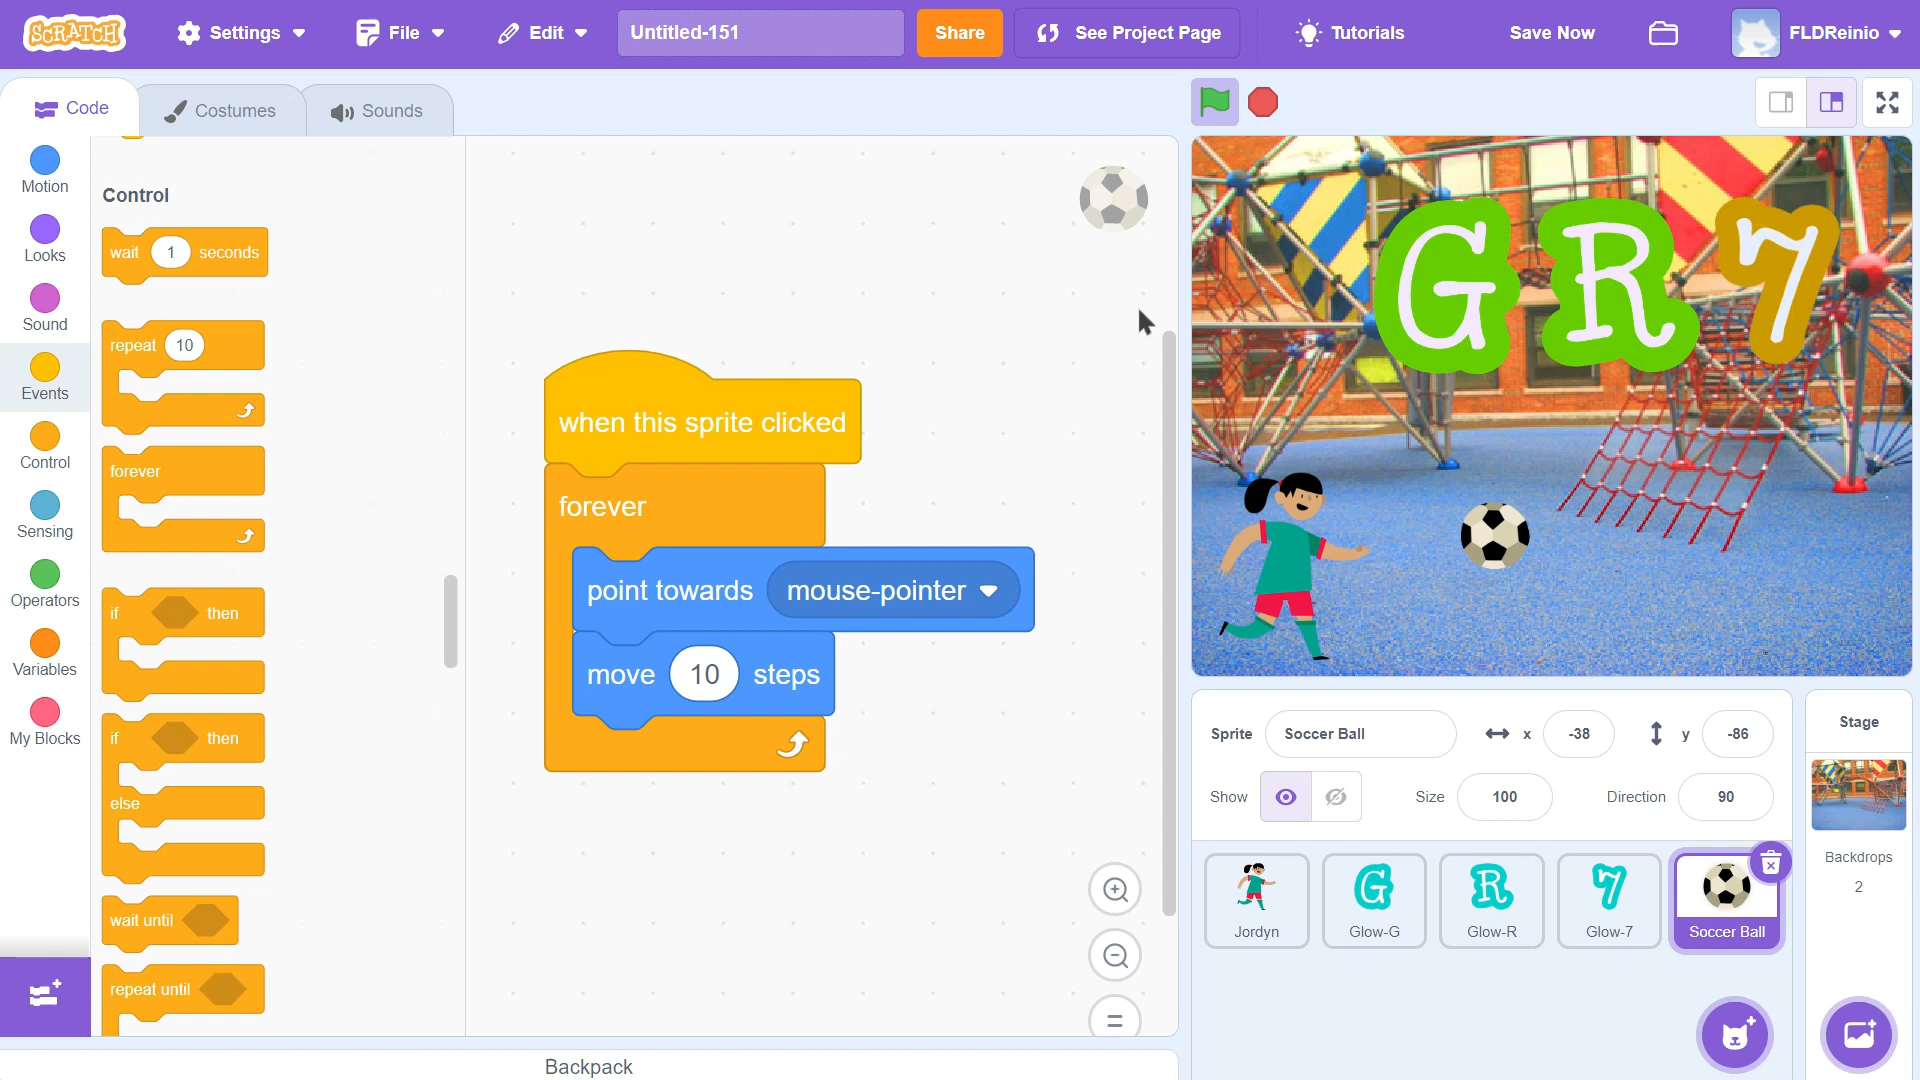 SCRATCH
Settings
File
Edit
Untitled-151
Share
See Project Page
Tutorials
Save Now
FLDReinio
Code
Costumes
Sounds
Motion
Looks
Sound
Events
Control
Sensing
Operators
Variables
My Blocks
Control
wait 1 seconds
repeat 10
forever
if then
if then
else
wait until
repeat until
when this sprite clicked
forever
point towards mouse-pointer
move 10 steps
Backpack
G R 7
Sprite Soccer Ball x -38 y -86
Show Size 100 Direction 90
G
R
7
Jordyn
Glow-G
Glow-R
Glow-7
Soccer Ball
Stage
Backdrops
2